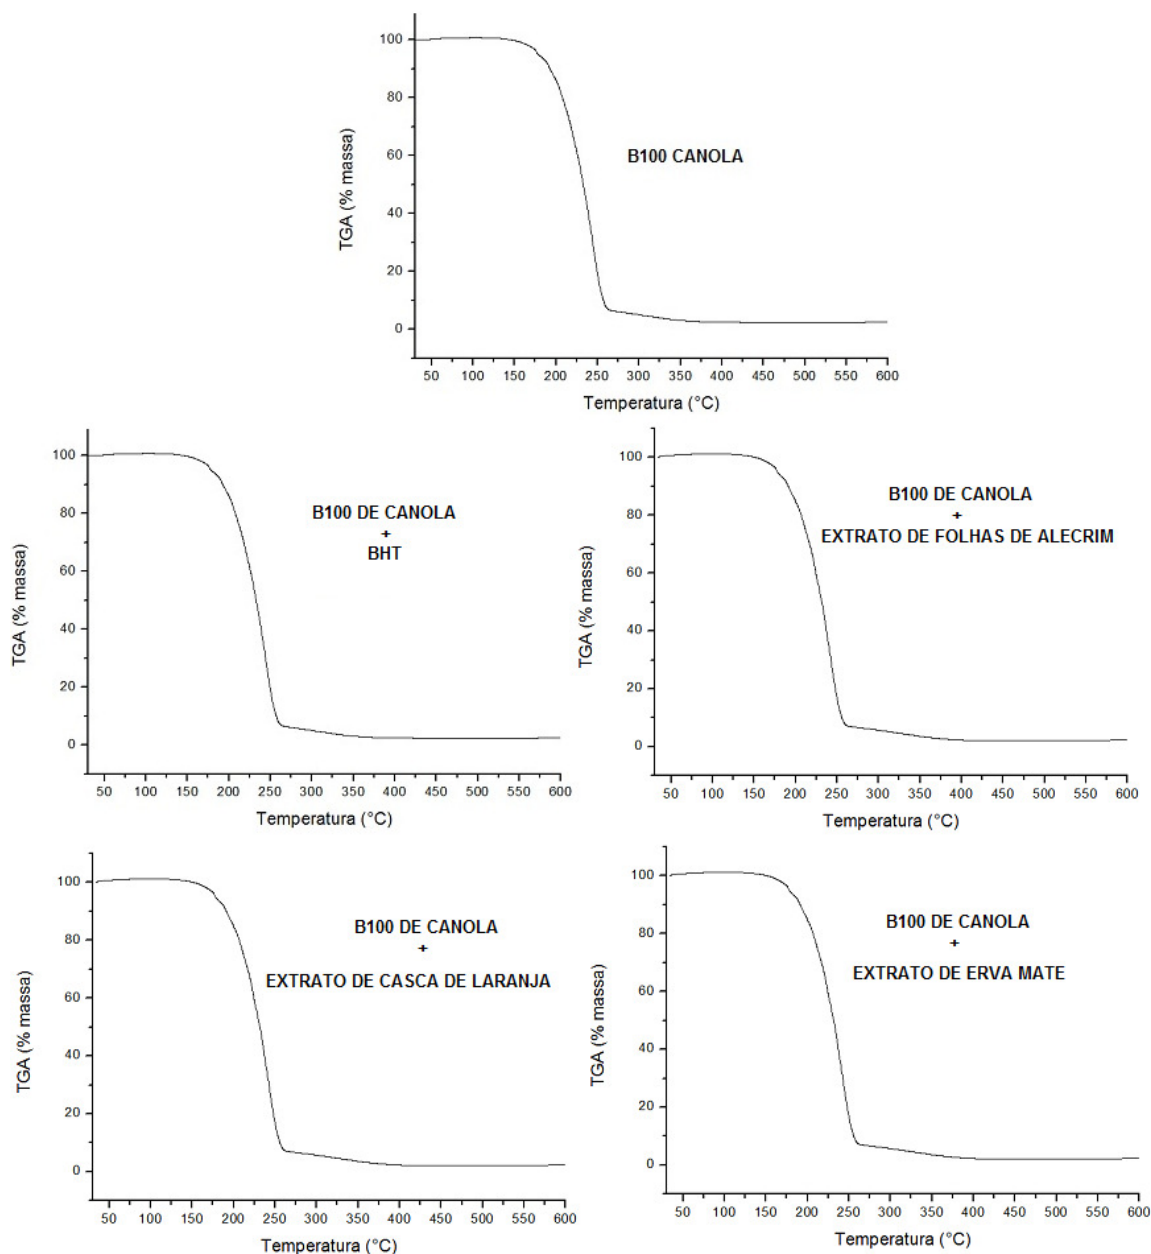 100
80
60
40
20
0
TGA (% massa)
B100 CANOLA
50 100 150 200 250 300 350 400 450 500 550 600
Temperatura (°C)
100
80
60
40
20
0
TGA (% massa)
B100 DE CANOLA
+
BHT
50 100 150 200 250 300 350 400 450 500 550 600
Temperatura (°C)
100
80
60
40
20
0
TGA (% massa)
B100 DE CANOLA
+
EXTRATO DE FOLHAS DE ALECRIM
50 100 150 200 250 300 350 400 450 500 550 600
Temperatura (°C)
100
80
60
40
20
0
TGA (% massa)
B100 DE CANOLA
+
EXTRATO DE CASCA DE LARANJA
50 100 150 200 250 300 350 400 450 500 550 600
Temperatura (°C)
100
80
60
40
20
0
TGA (% massa)
B100 DE CANOLA
+
EXTRATO DE ERVA MATE
50 100 150 200 250 300 350 400 450 500 550 600
Temperatura (°C)